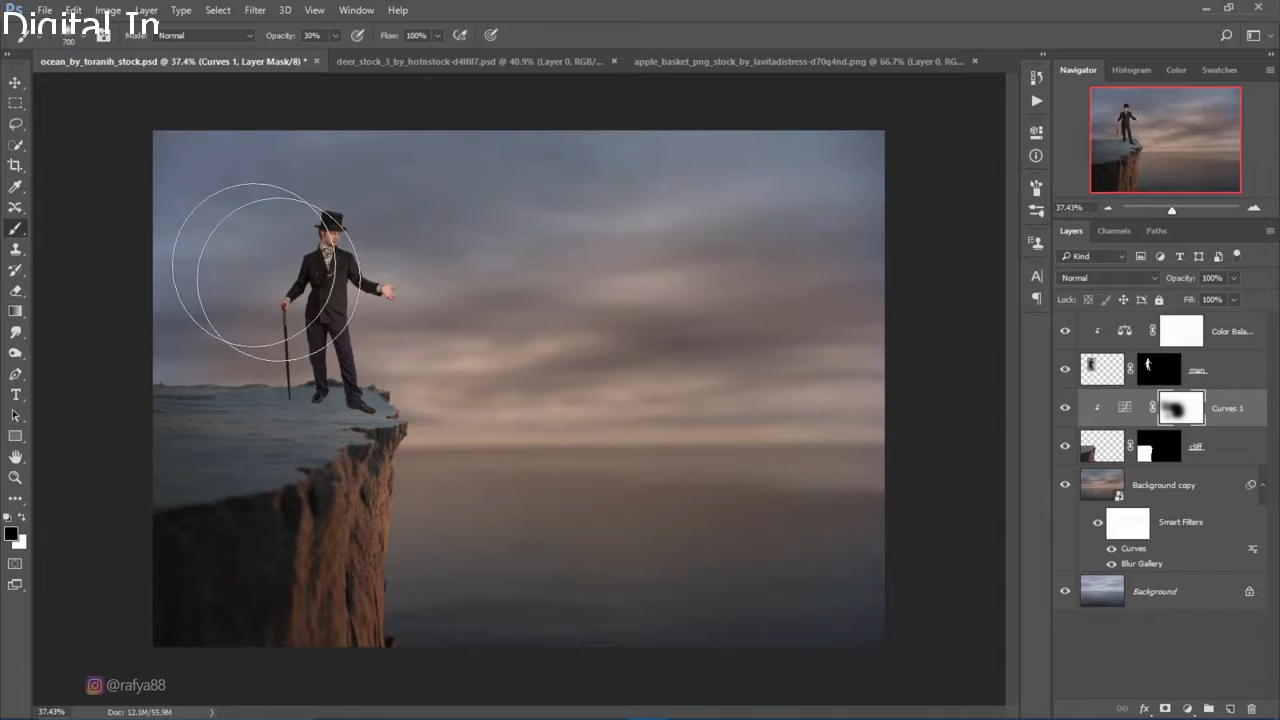 Ps File Edit Image Layer Type Select Filter 3D View Window Help
Digital In
700 Mode: Normal Opacity: 30% Flow: 100%
ocean_by_toranih_stock.psd @ 37.4% (Curves 1, Layer Mask/8) * × deer_stock_3_by_hotnstock-d4lfil7.psd @ 40.9% (Layer 0, RGB/... × apple_basket_png_stock_by_lavitadistress-d70q4nd.png @ 66.7% (Layer 0, RG... ×
Navigator Histogram Color Swatches
37.43%
Layers Channels Paths
Kind
Normal Opacity: 100%
Lock: Fill: 100%
Color Bala...
man
Curves 1
cliff
Background copy
Smart Filters
Curves
Blur Gallery
Background
@rafya88
37.43% Doc: 12.1M/55.9M